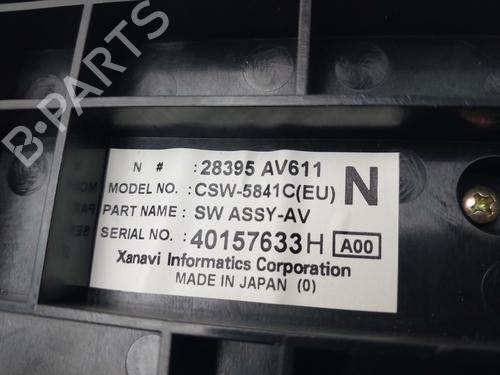 B-PARTS
N # : 28395 AV611
MODEL NO. : CSW-5841C(EU) N
PART NAME : SW ASSY-AV
SERIAL NO. : 40157633H A00
Xanavi Informatics Corporation
MADE IN JAPAN (0)